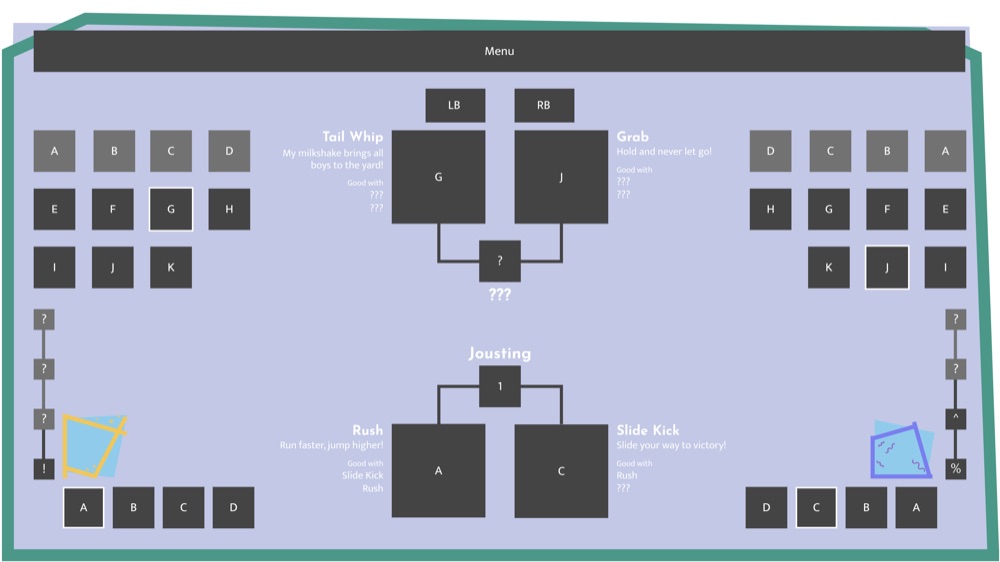 Menu
LB RB
A B C D
E F G H
I J K
Tail Whip
My milkshake brings all
boys to the yard!
Good with
???
???
G
J
Grab
Hold and never let go!
Good with
???
???
D C B A
H G F E
K J I
?
???
?
?
?
!
?
?
^
%
Jousting
1
Rush
Run faster, jump higher!
Good with
Slide Kick
Rush
A
C
Slide Kick
Slide your way to victory!
Good with
Rush
???
A B C D
D C B A